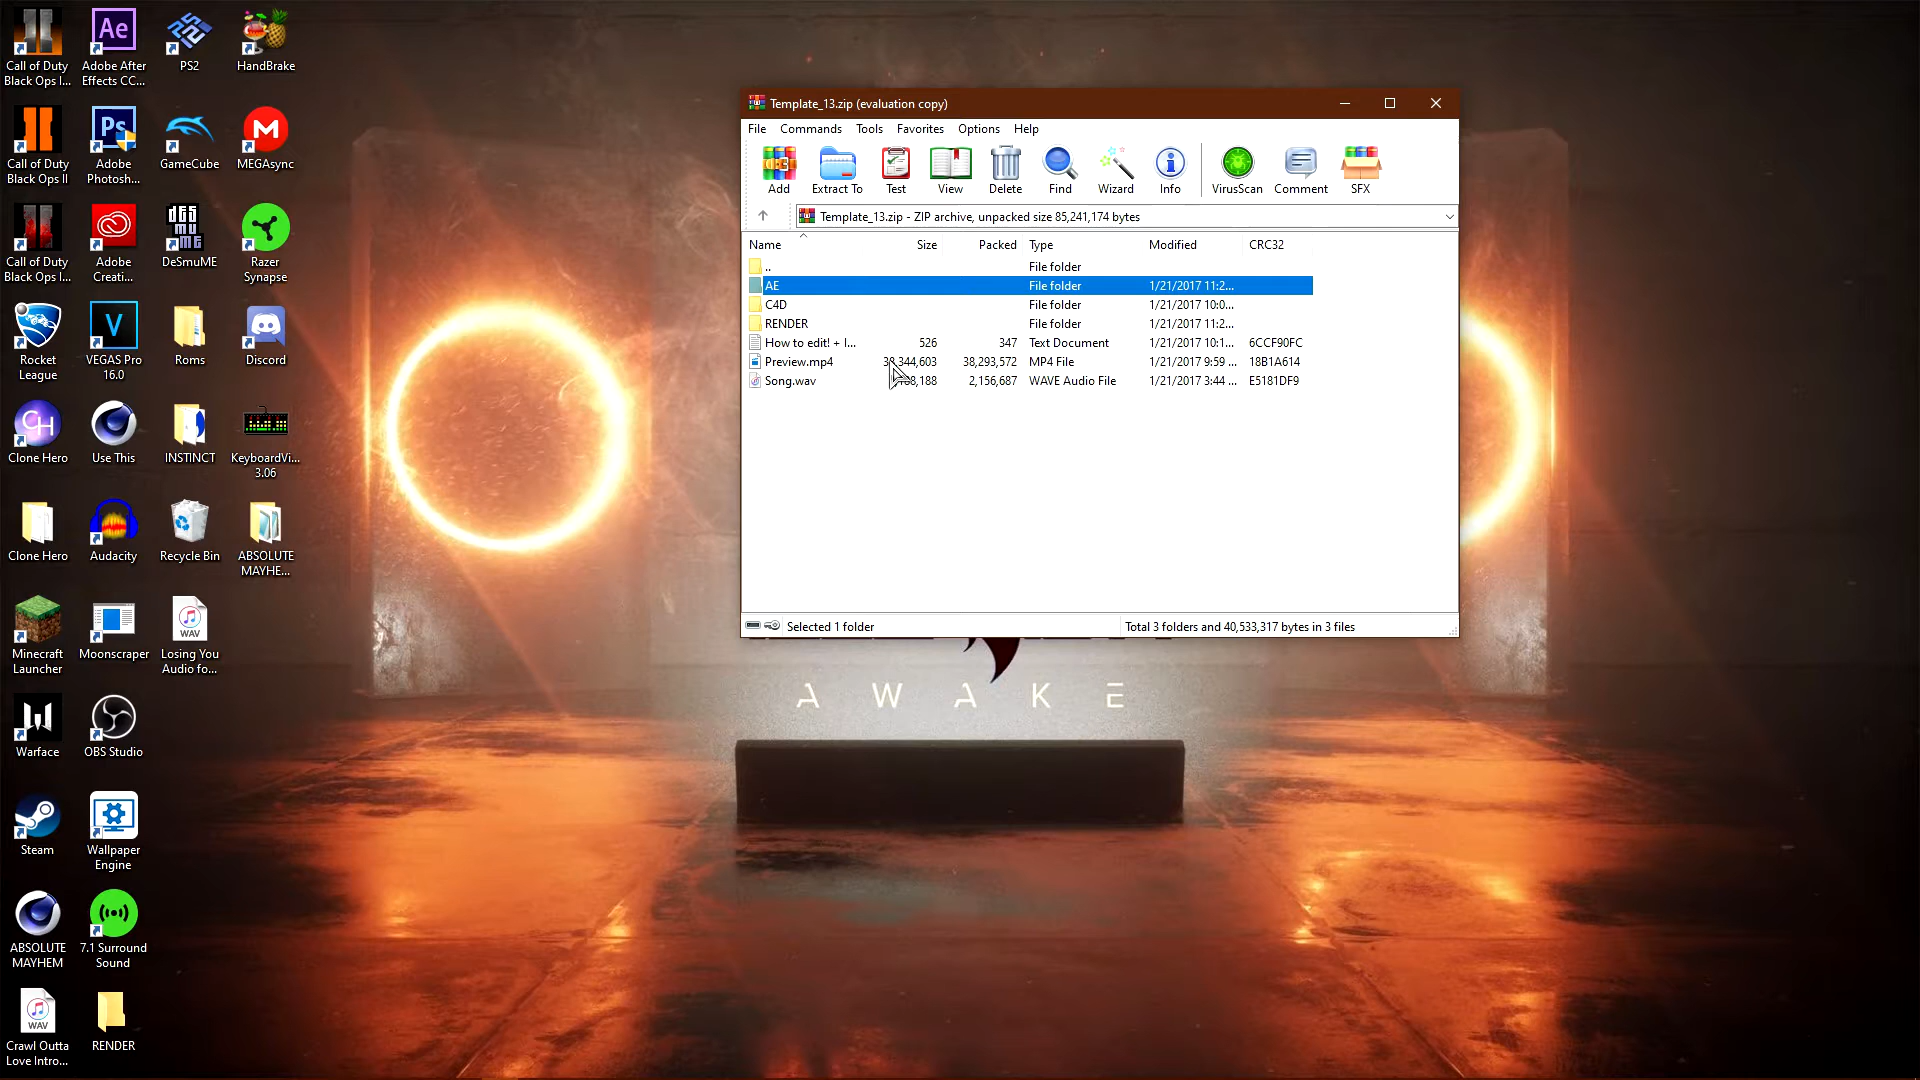 Call of Duty
Black Ops I...
Adobe After
Effects CC...
PS2
HandBrake
Call of Duty
Black Ops II
Adobe
Photosh...
GameCube
MEGAsync
Call of Duty
Black Ops I...
Adobe
Creati...
DeSmuME
Razer
Synapse
Rocket
League
VEGAS Pro
16.0
Roms
Discord
Clone Hero
Use This
INSTINCT
KeyboardVi...
3.06
Clone Hero
Audacity
Recycle Bin
ABSOLUTE
MAYHE...
Minecraft
Launcher
Moonscraper
WAV
Losing You
Audio fo...
Warface
OBS Studio
Steam
Wallpaper
Engine
ABSOLUTE
MAYHEM
7.1 Surround
Sound
WAV
Crawl Outta
Love Intro...
RENDER
Template_13.zip (evaluation copy)
File Commands Tools Favorites Options Help
Add Extract To Test View Delete Find Wizard Info VirusScan Comment SFX
Template_13.zip - ZIP archive, unpacked size 85,241,174 bytes
Name Size Packed Type Modified CRC32
.. File folder
AE File folder 1/21/2017 11:2...
C4D File folder 1/21/2017 10:0...
RENDER File folder 1/21/2017 11:2...
How to edit! + I... 526 347 Text Document 1/21/2017 10:1... 6CCF90FC
Preview.mp4 38,293,572 MP4 File 1/21/2017 9:59 ... 18B1A614
Song.wav 2,156,687 WAVE Audio File 1/21/2017 3:44 ... E5181DF9
Selected 1 folder
Total 3 folders and 40,533,317 bytes in 3 files
AWAKE